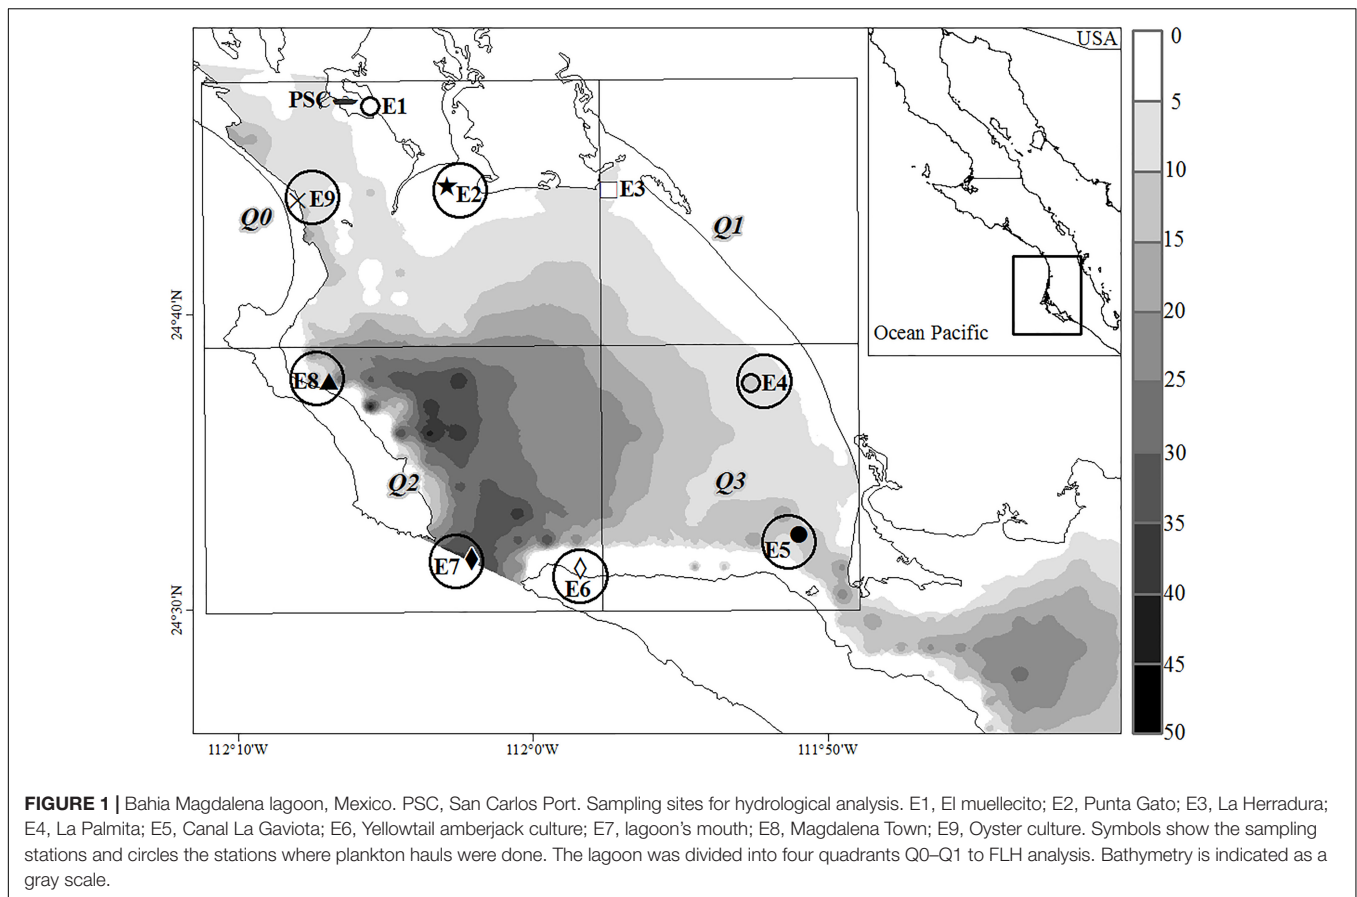 USA
0
5
10
15
20
25
30
35
40
45
50
PSC
E1
E2
E3
E9
Q0
Q1
24°40'N
Ocean Pacific
E8
E4
Q2
Q3
E5
E7
E6
24°30'N
112°10'W
112°0'W
111°50'W
FIGURE 1 | Bahia Magdalena lagoon, Mexico. PSC, San Carlos Port. Sampling sites for hydrological analysis. E1, El muellecito; E2, Punta Gato; E3, La Herradura;
E4, La Palmita; E5, Canal La Gaviota; E6, Yellowtail amberjack culture; E7, lagoon's mouth; E8, Magdalena Town; E9, Oyster culture. Symbols show the sampling
stations and circles the stations where plankton hauls were done. The lagoon was divided into four quadrants Q0–Q1 to FLH analysis. Bathymetry is indicated as a
gray scale.